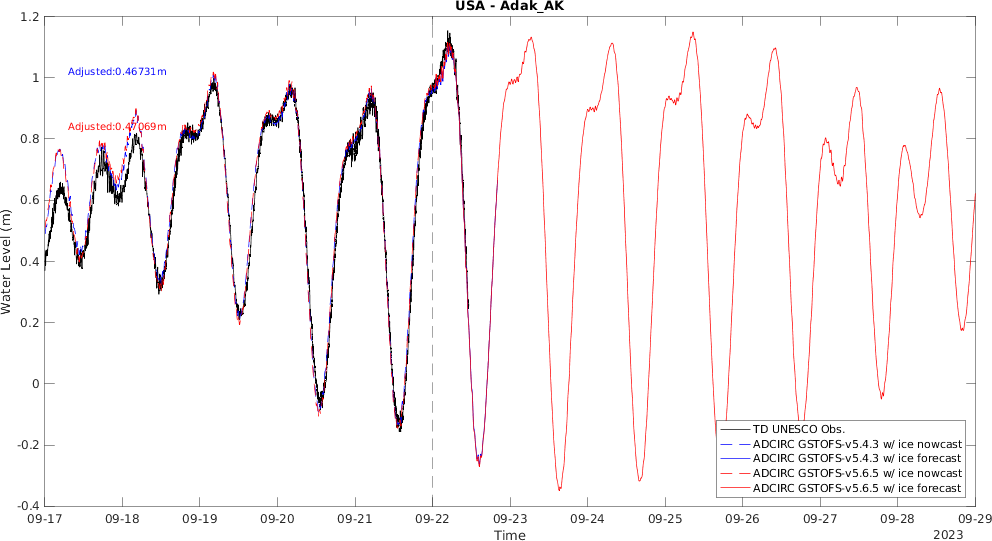 USA - Adak_AK
1.2
1
0.8
0.6
0.4
0.2
0
-0.2
-0.4
Water Level (m)
Adjusted:0.46731m
Adjusted:0.47069m
TD UNESCO Obs.
ADCIRC GSTOFS-v5.4.3 w/ ice nowcast
ADCIRC GSTOFS-v5.4.3 w/ ice forecast
ADCIRC GSTOFS-v5.6.5 w/ ice nowcast
ADCIRC GSTOFS-v5.6.5 w/ ice forecast
09-17 09-18 09-19 09-20 09-21 09-22 09-23 09-24 09-25 09-26 09-27 09-28 09-29
Time
2023